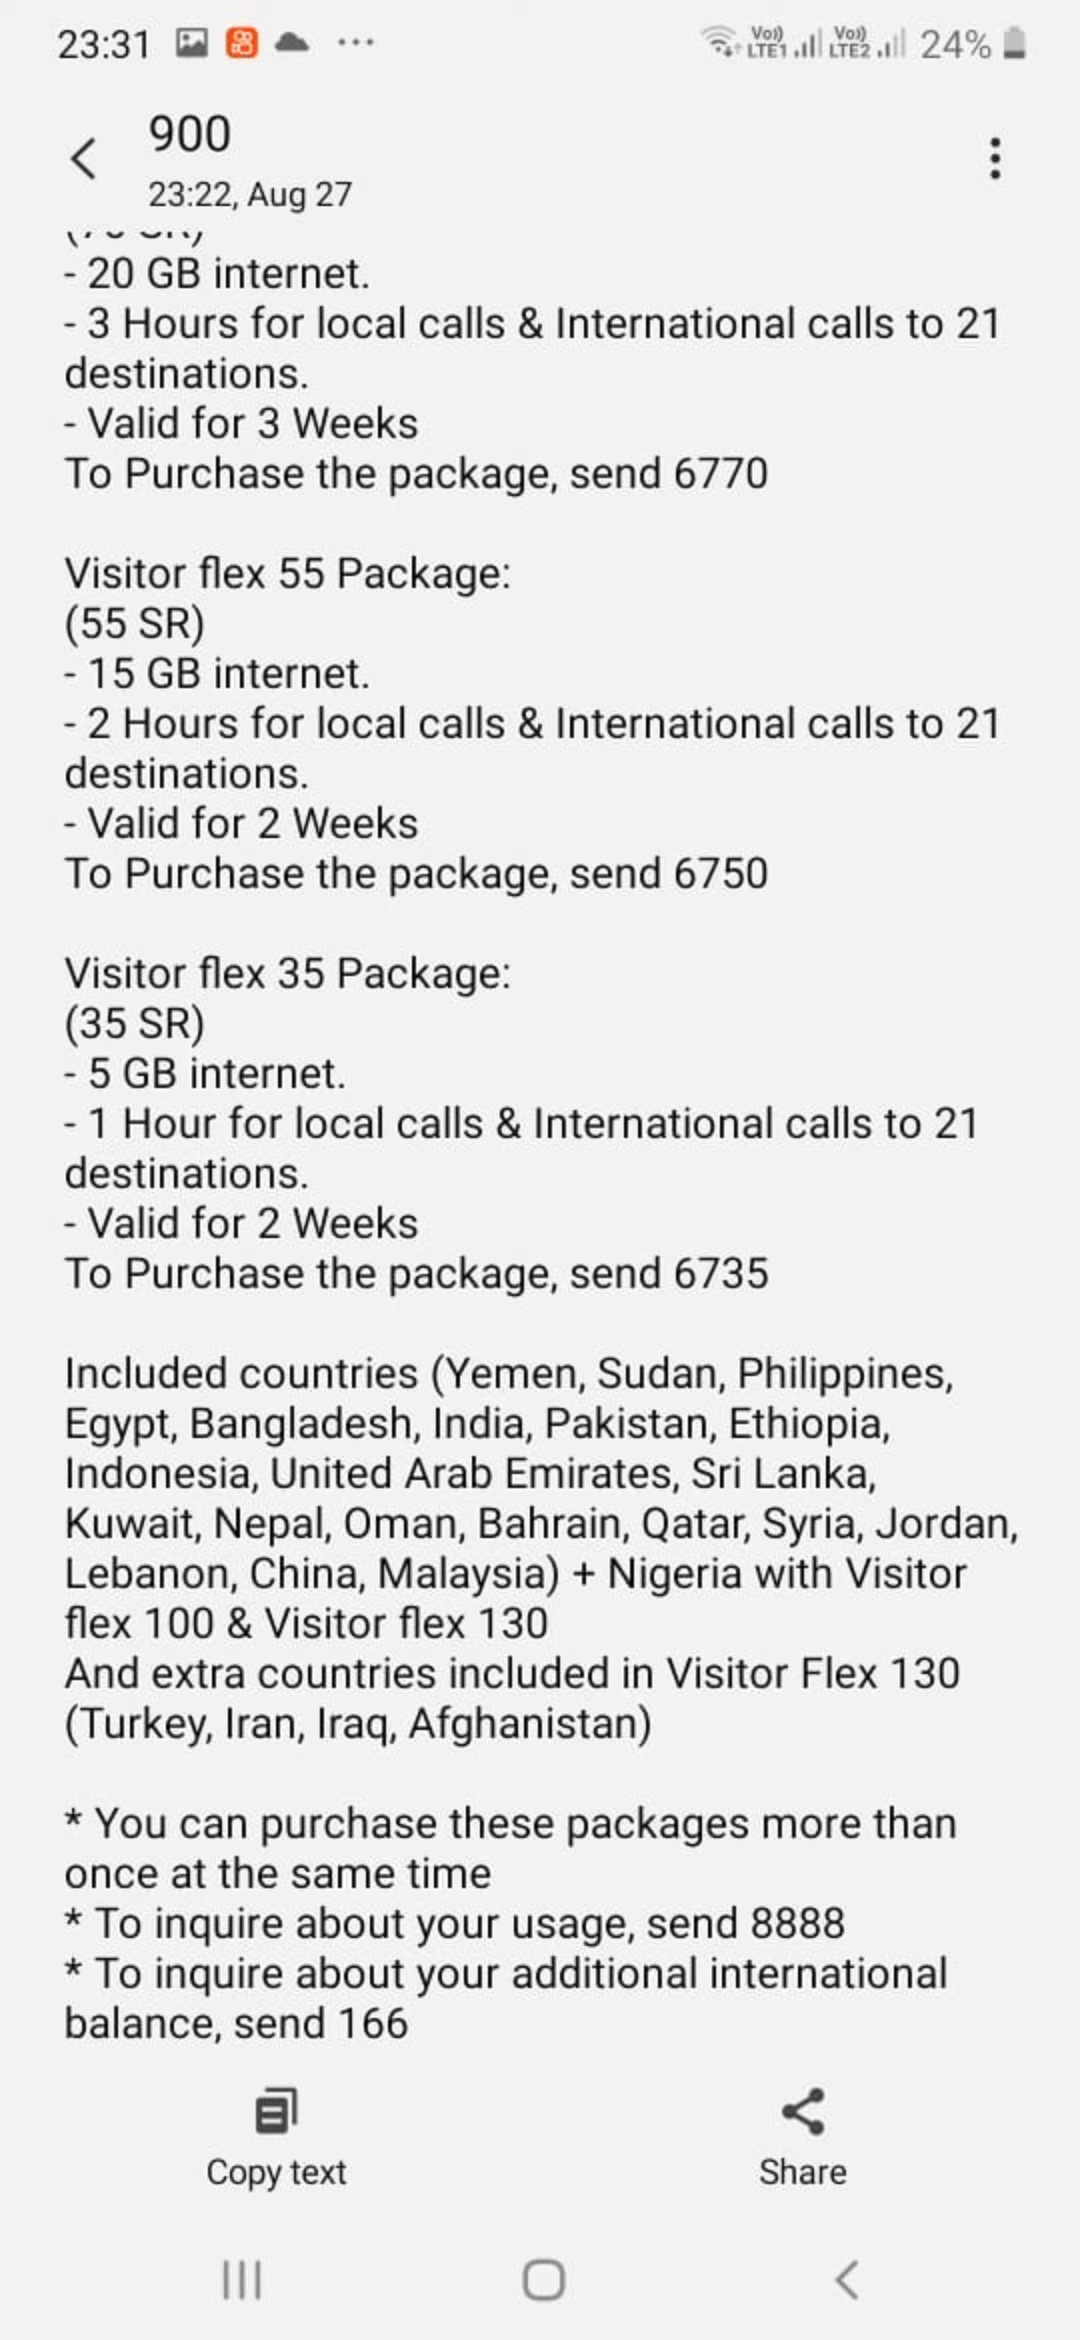 23:31
Vo)) LTE1 Vo)) LTE2 24%
900
23:22, Aug 27
- 20 GB internet.
- 3 Hours for local calls & International calls to 21
destinations.
- Valid for 3 Weeks
To Purchase the package, send 6770
Visitor flex 55 Package:
(55 SR)
- 15 GB internet.
- 2 Hours for local calls & International calls to 21
destinations.
- Valid for 2 Weeks
To Purchase the package, send 6750
Visitor flex 35 Package:
(35 SR)
- 5 GB internet.
- 1 Hour for local calls & International calls to 21
destinations.
- Valid for 2 Weeks
To Purchase the package, send 6735
Included countries (Yemen, Sudan, Philippines,
Egypt, Bangladesh, India, Pakistan, Ethiopia,
Indonesia, United Arab Emirates, Sri Lanka,
Kuwait, Nepal, Oman, Bahrain, Qatar, Syria, Jordan,
Lebanon, China, Malaysia) + Nigeria with Visitor
flex 100 & Visitor flex 130
And extra countries included in Visitor Flex 130
(Turkey, Iran, Iraq, Afghanistan)
* You can purchase these packages more than
once at the same time
* To inquire about your usage, send 8888
* To inquire about your additional international
balance, send 166
Copy text
Share